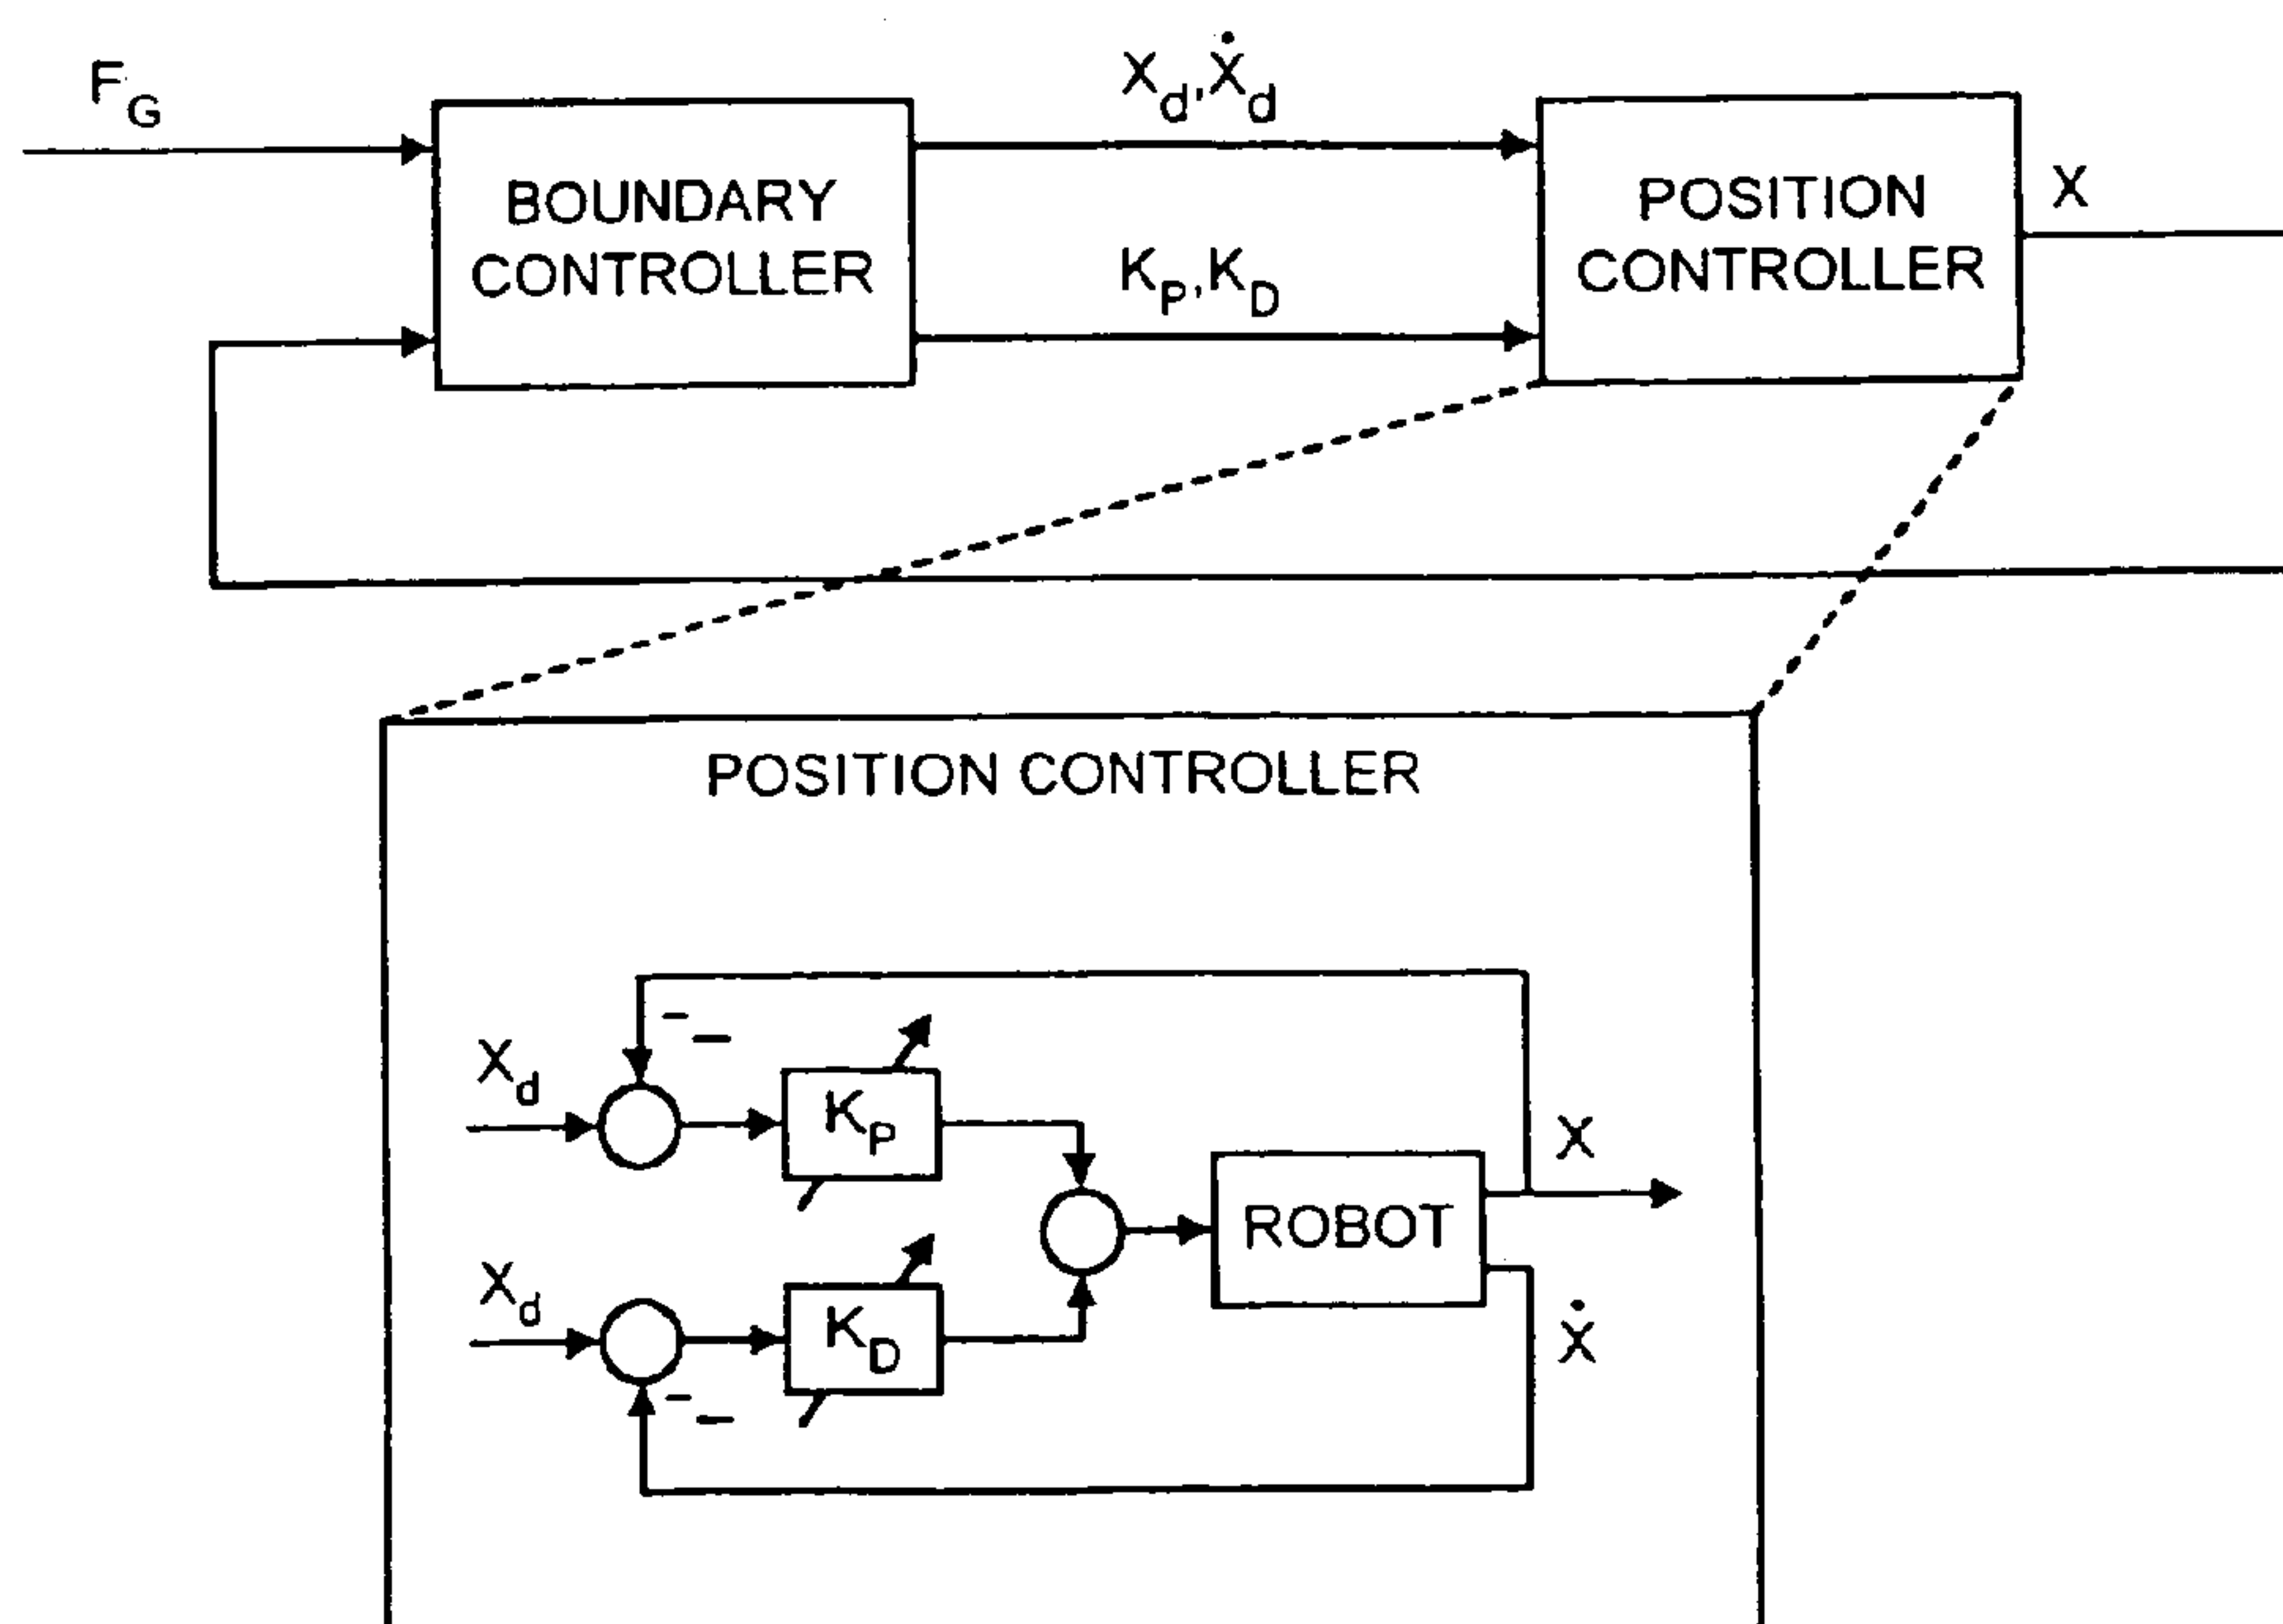 F_G
X_d, Ẋ_d
BOUNDARY
CONTROLLER
K_P, K_D
POSITION
CONTROLLER
X
POSITION CONTROLLER
X_d
K_P
X
ROBOT
X_d
K_D
Ẋ